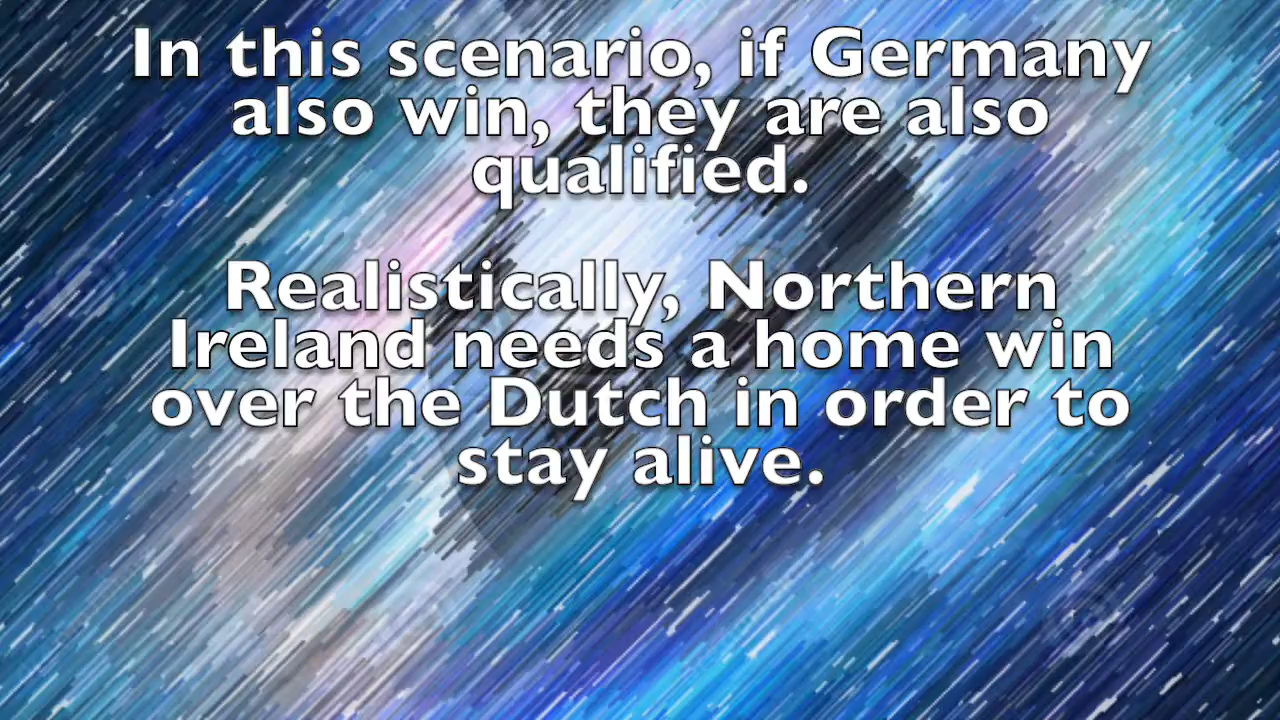 In this scenario, if Germany
also win, they are also
qualified.
Realistically, Northern
Ireland needs a home win
over the Dutch in order to
stay alive.